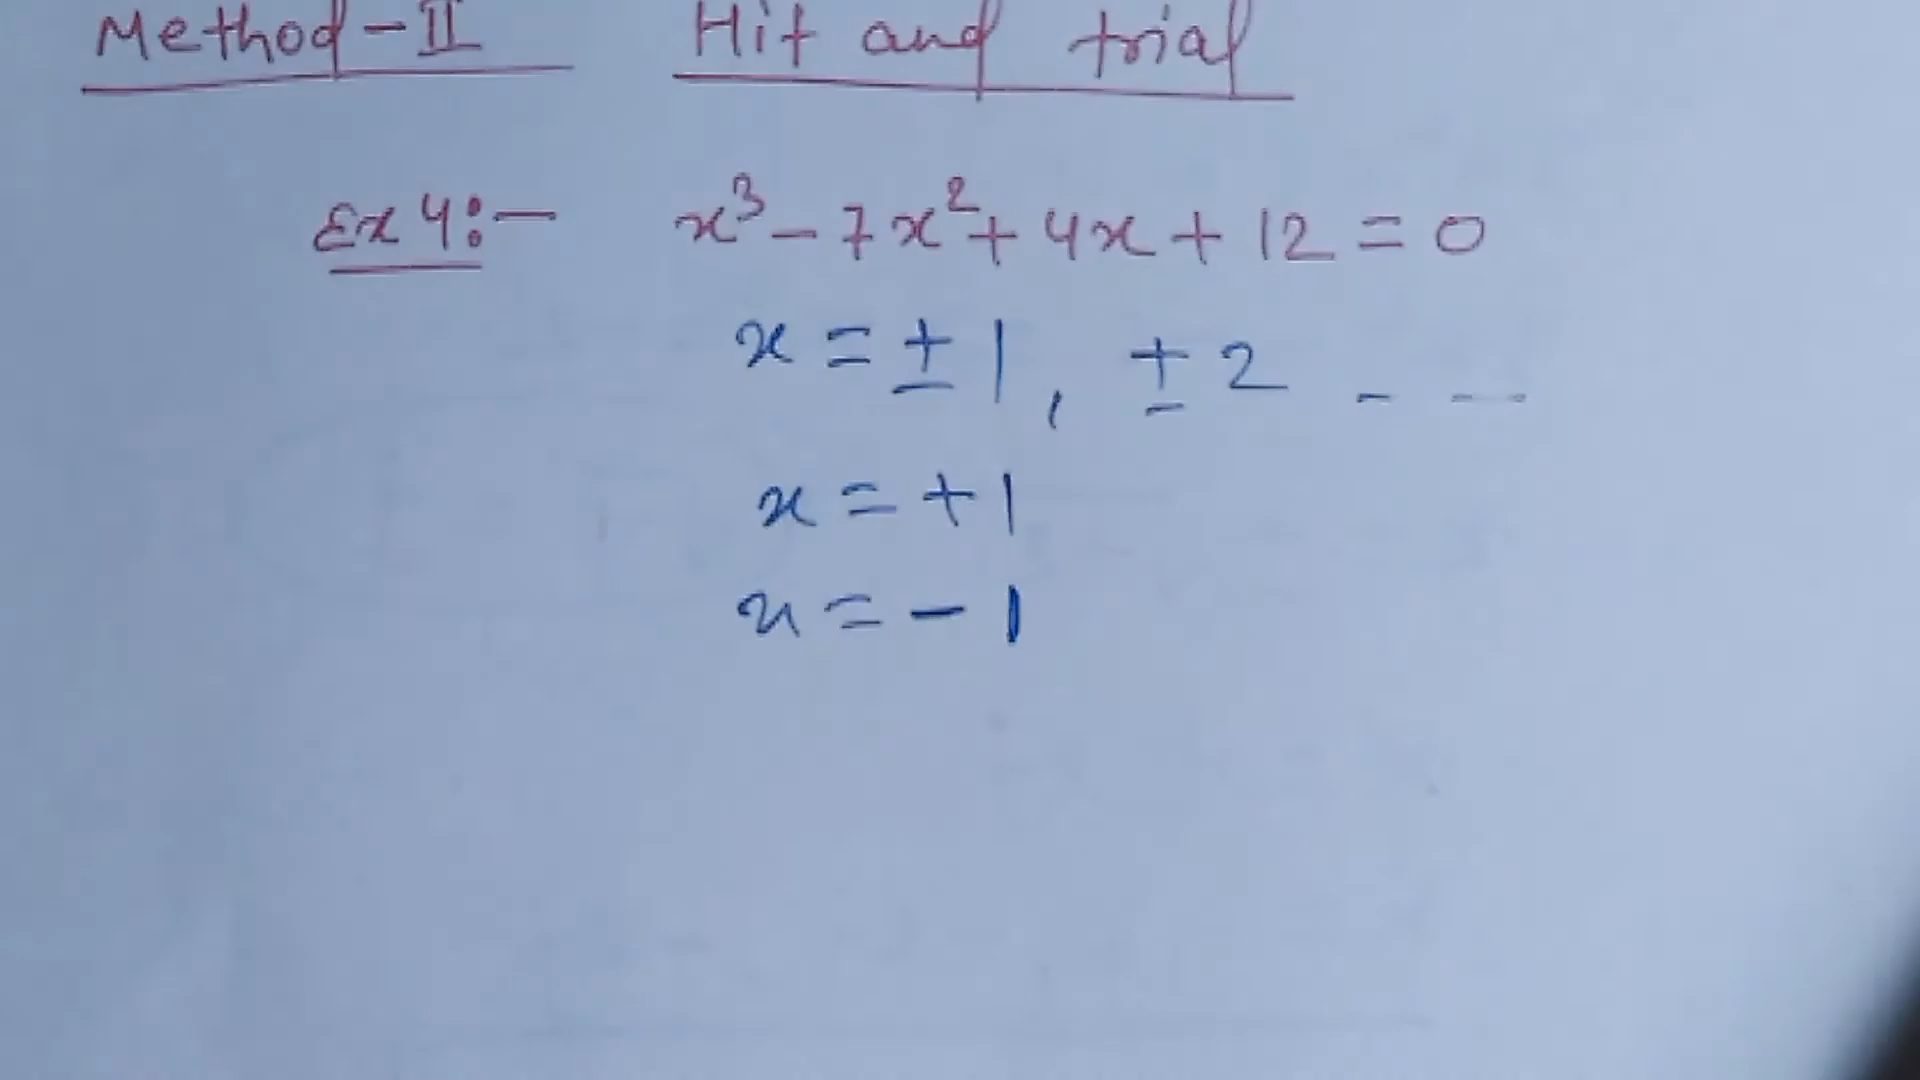 Method-II Hit and trial
Ex 4:- x³ - 7x² + 4x + 12 = 0
x = ± 1, ± 2 - -
x = + 1
x = - 1